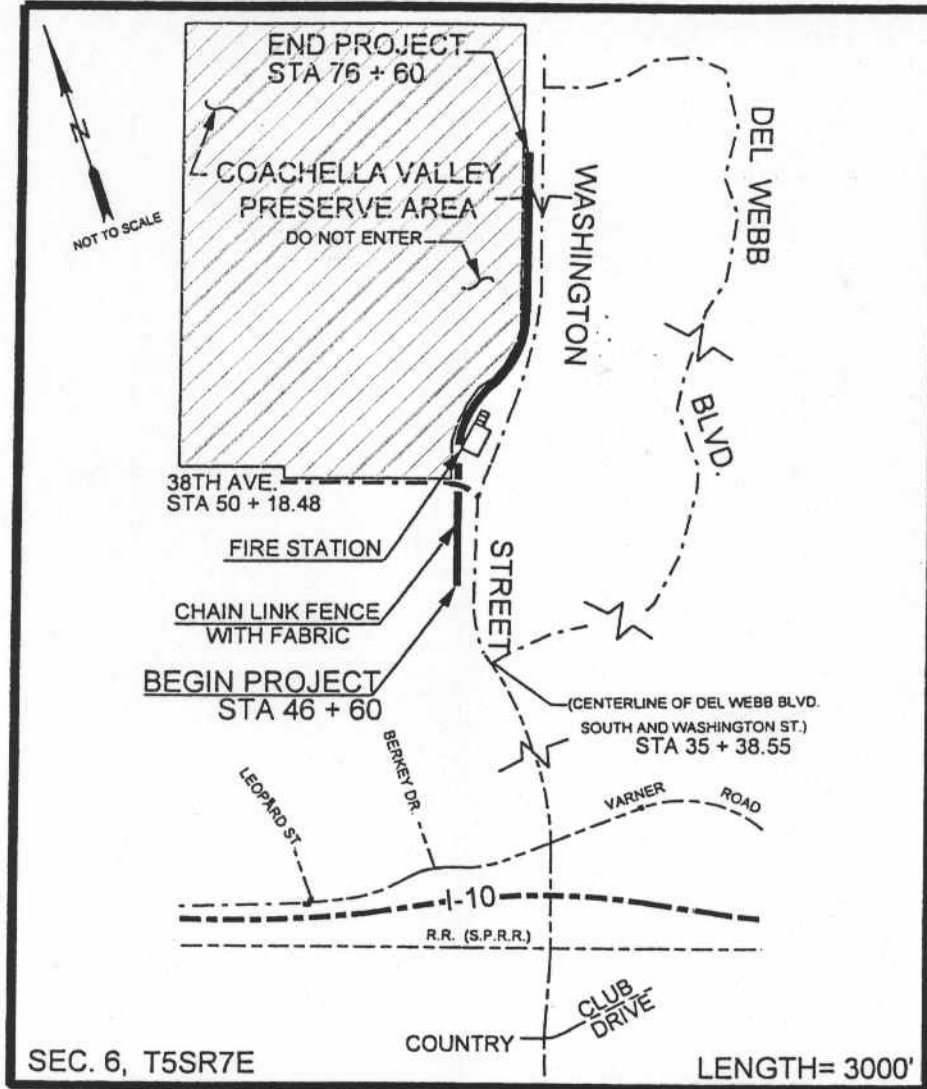 END PROJECT
STA 76 + 60
N
NOT TO SCALE
COACHELLA VALLEY
PRESERVE AREA
DO NOT ENTER
WASHINGTON
STREET
DEL WEBB
BLVD.
38TH AVE.
STA 50 + 18.48
FIRE STATION
CHAIN LINK FENCE
WITH FABRIC
BEGIN PROJECT
STA 46 + 60
(CENTERLINE OF DEL WEBB BLVD.
SOUTH AND WASHINGTON ST.)
STA 35 + 38.55
LEOPARD ST.
BERKEY DR.
VARNER ROAD
I-10
R.R. (S.P.R.R.)
COUNTRY
CLUB
DRIVE
SEC. 6, T5SR7E
LENGTH= 3000'